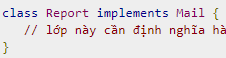 class Report implements Mail {
// lớp này cần định nghĩa hà
}